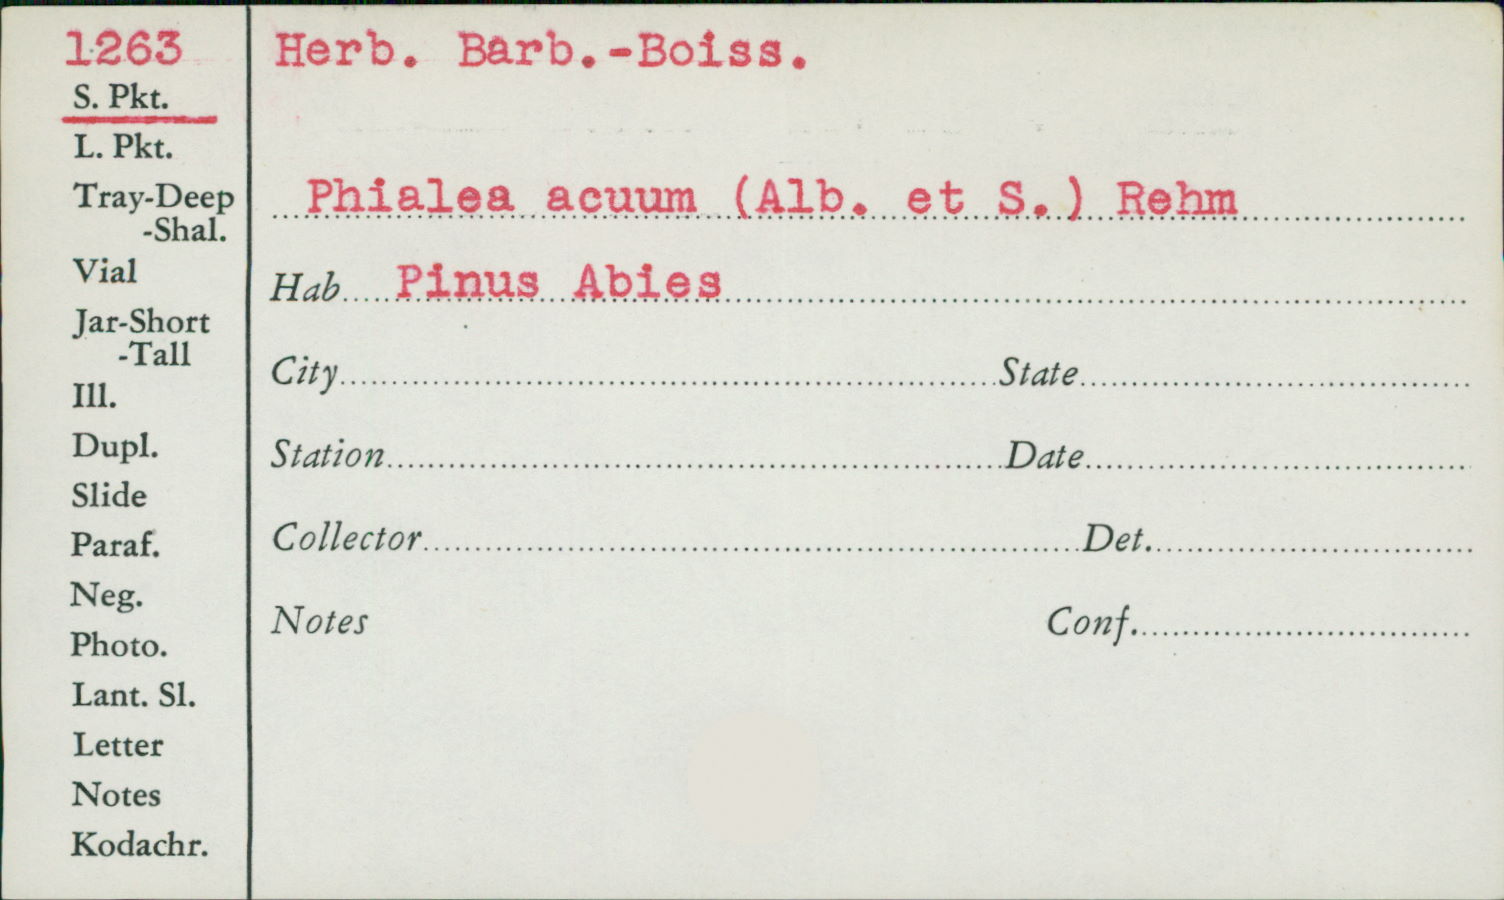 1263
S. Pkt.
L. Pkt.
Tray-Deep
-Shal.
Vial
Jar-Short
-Tall
Ill.
Dupl.
Slide
Paraf.
Neg.
Photo.
Lant. Sl.
Letter
Notes
Kodachr.
Herb. Barb.-Boiss.
Phialea acuum (Alb. et S.) Rehm
Hab Pinus Abies
City State
Station Date
Collector Det.
Notes Conf.